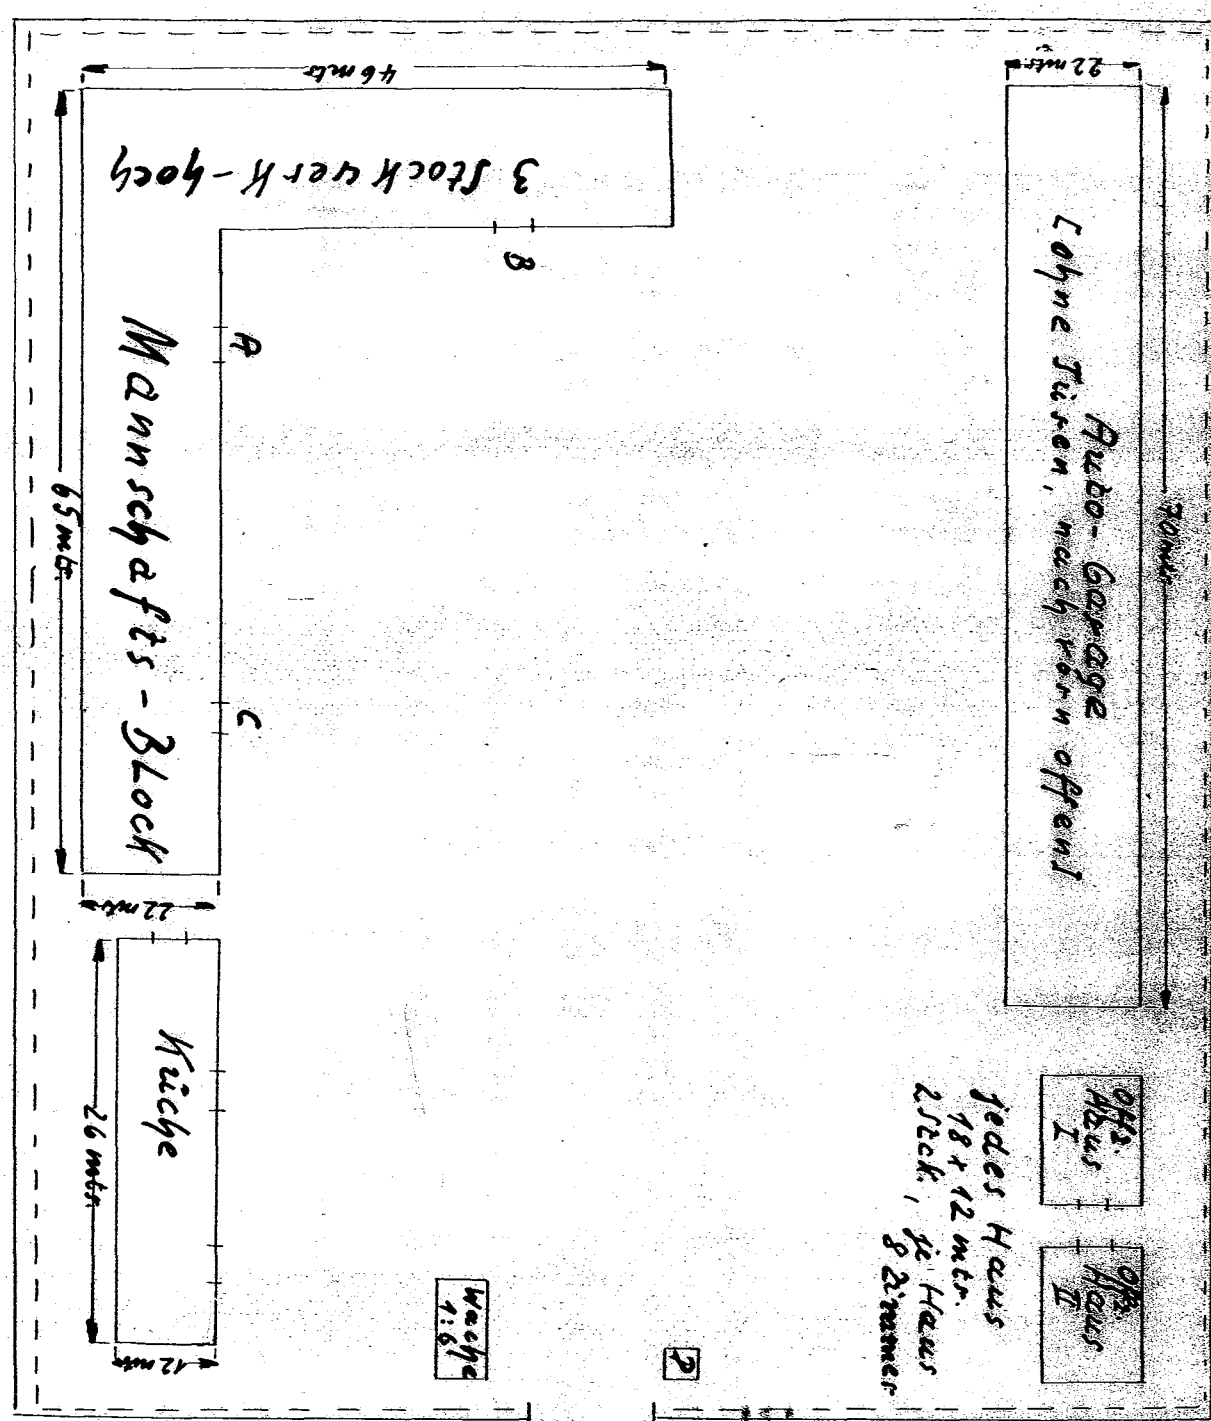 46 mtr
3 Stockwerk-hoch
B
A
C
65 mtr.
Mannschafts-Block
22 mtr
22 mtr
70 mtr
Auto-Garage
[ohne Türen, nach vorn offen]
Küche
26 mtr.
12 mtr
Wache
1:6
P
Offz.
Haus
I
Offz.
Haus
II
jedes Haus
18 x 12 mtr.
2 Stck., je Haus
8 Zimmer